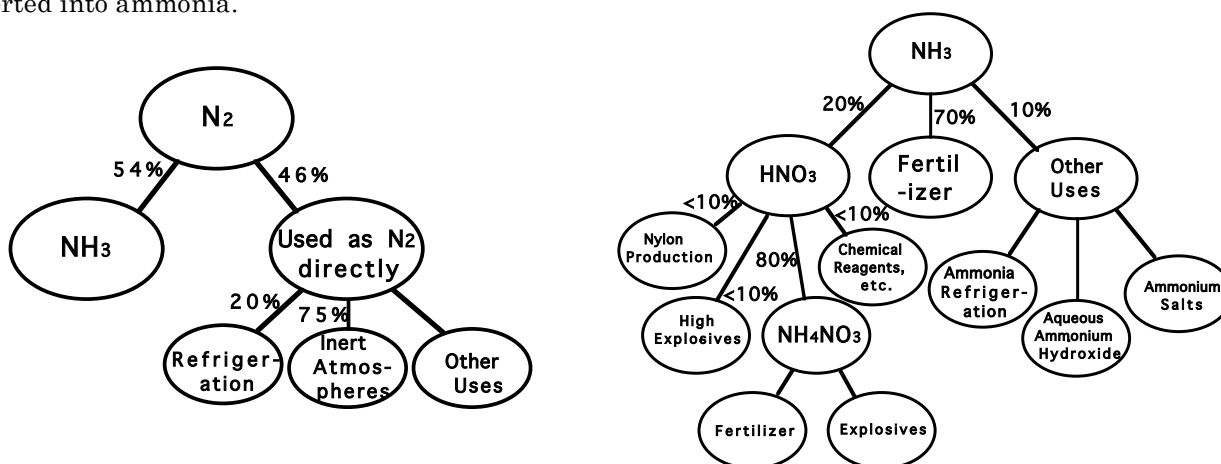 erted into ammonia.
N2
54%
46%
NH3
Used as N2
directly
20%
75%
Refriger-
ation
Inert
Atmos-
pheres
Other
Uses
NH3
20%
70%
10%
HNO3
Fertil
-izer
Other
Uses
<10%
<10%
80%
<10%
Nylon
Production
Chemical
Reagents,
etc.
High
Explosives
NH4NO3
Ammonia
Refriger-
ation
Aqueous
Ammonium
Hydroxide
Ammonium
Salts
Fertilizer
Explosives